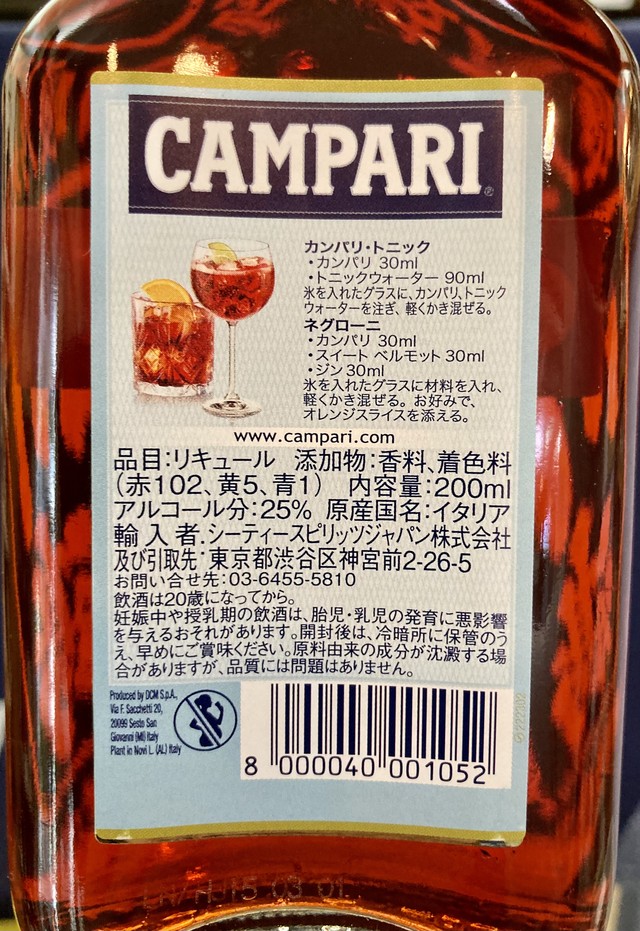 CAMPARI
カンパリ・トニック
・カンパリ 30ml
・トニックウォーター 90ml
氷を入れたグラスに、カンパリ、トニック
ウォーターを注ぎ、軽くかき混ぜる。
ネグローニ
・カンパリ 30ml
・スイート ベルモット 30ml
・ジン 30ml
氷を入れたグラスに材料を入れ、
軽くかき混ぜる。お好みで、
オレンジスライスを添える。
www.campari.com
品目:リキュール 添加物:香料、着色料
(赤102、黄5、青1) 内容量:200ml
アルコール分:25% 原産国名:イタリア
輸入者:シーティースピリッツジャパン株式会社
及び引取先:東京都渋谷区神宮前2-26-5
お問い合せ先:03-6455-5810
飲酒は20歳になってから。
妊娠中や授乳期の飲酒は、胎児・乳児の発育に悪影響
を与えるおそれがあります。開封後は、冷暗所に保管のう
え、早めにご賞味ください。原料由来の成分が沈澱する場
合がありますが、品質には問題はありません。
Produced by DCM S.p.A.,
Via F. Sacchetti 20,
20099 Sesto San
Giovanni (MI) Italy
Plant in Novi L. (AL) Italy
8 000040 001052